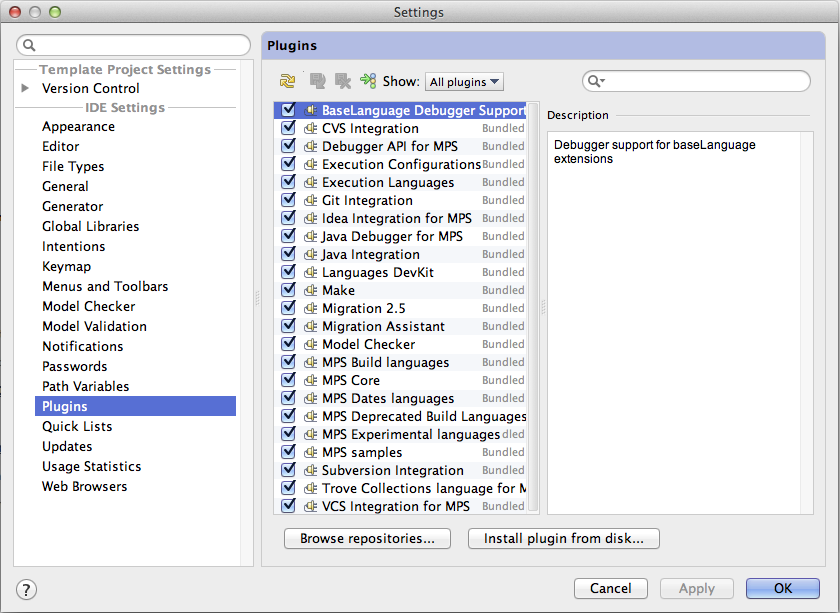 Settings
Template Project Settings
Version Control
IDE Settings
Appearance
Editor
File Types
General
Generator
Global Libraries
Intentions
Keymap
Menus and Toolbars
Model Checker
Model Validation
Notifications
Passwords
Path Variables
Plugins
Quick Lists
Updates
Usage Statistics
Web Browsers
?
Plugins
Show: All plugins
BaseLanguage Debugger Support
CVS Integration Bundled
Debugger API for MPS Bundled
Execution Configurations Bundled
Execution Languages Bundled
Git Integration Bundled
Idea Integration for MPS Bundled
Java Debugger for MPS Bundled
Java Integration Bundled
Languages DevKit Bundled
Make Bundled
Migration 2.5 Bundled
Migration Assistant Bundled
Model Checker Bundled
MPS Build languages Bundled
MPS Core Bundled
MPS Dates languages Bundled
MPS Deprecated Build Languages
MPS Experimental languages dled
MPS samples Bundled
Subversion Integration Bundled
Trove Collections language for M
VCS Integration for MPS Bundled
Browse repositories... Install plugin from disk...
Description
Debugger support for baseLanguage
extensions
Cancel Apply OK